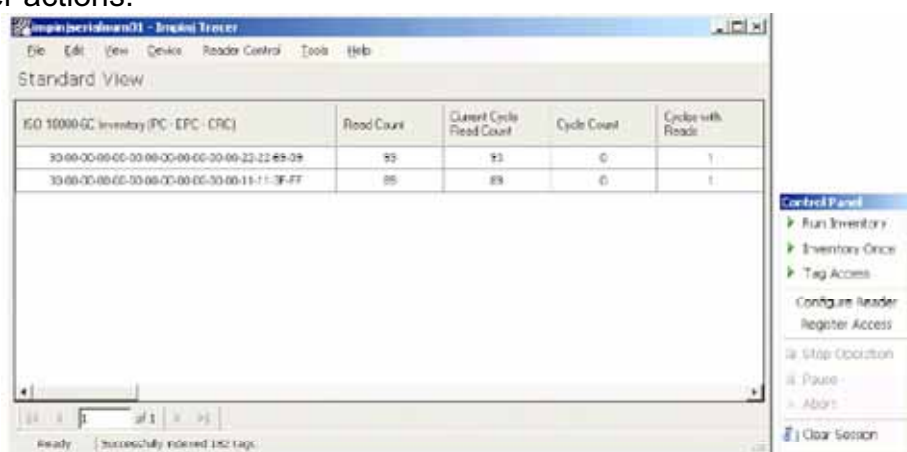 er actions.
impinjserialnum01 - Impinj Tracer
File Edit View Device Reader Control Tools Help
Standard View
ISO 18000-6C Inventory (PC - EPC - CRC) Read Count Current Cycle Read Count Cycle Count Cycles with Reads
0 1
89 0 1
Control Panel
Run Inventory
Inventory Once
Tag Access
Configure Reader
Register Access
Stop Operation
Pause
Abort
Clear Session
1 of 1
Ready Successfully indexed 182 tags.